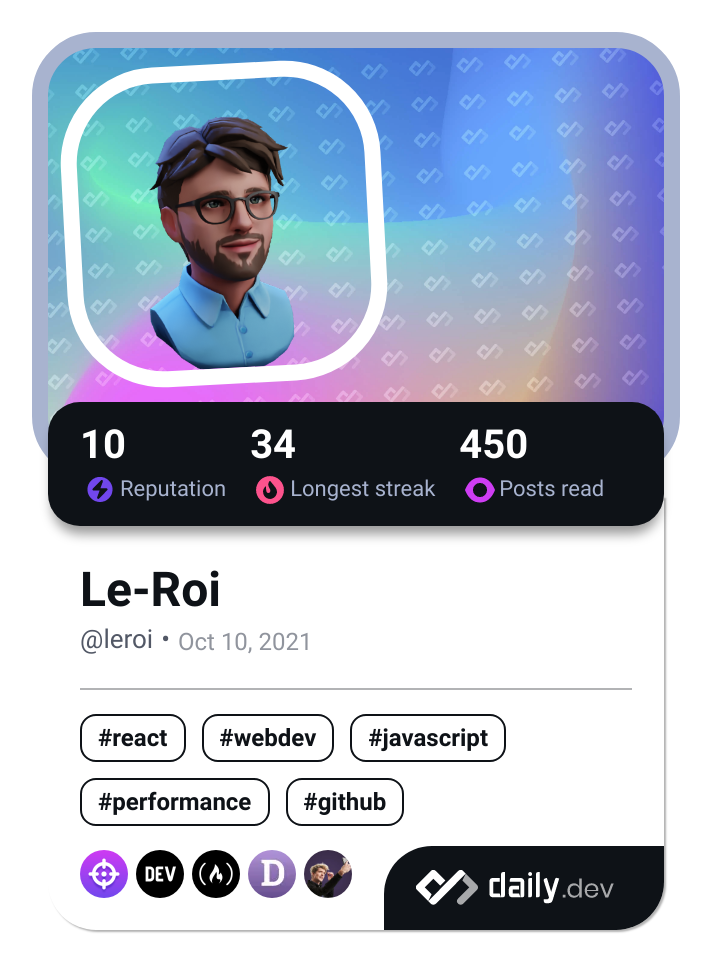 10 34 450
Reputation Longest streak Posts read
Le-Roi
@leroi • Oct 10, 2021
#react #webdev #javascript
#performance #github
DEV D daily.dev